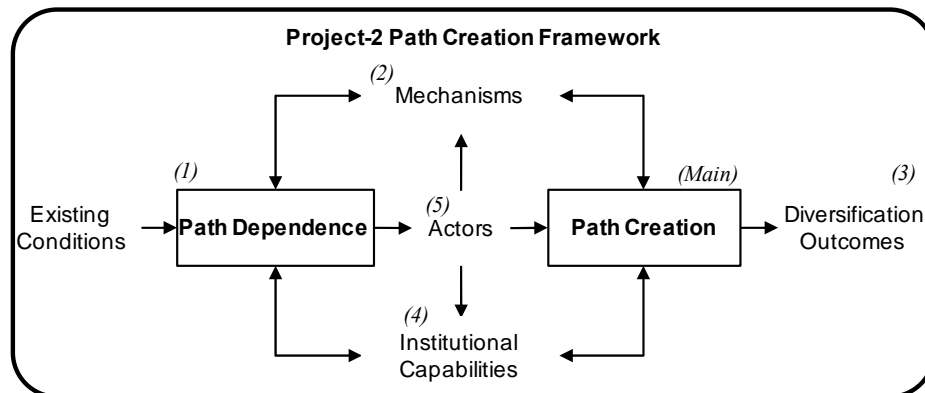 Project-2 Path Creation Framework
(2)
Mechanisms
(1)
(Main)
(3)
Existing
Conditions
Path Dependence
(5)
Actors
Path Creation
Diversification
Outcomes
(4)
Institutional
Capabilities